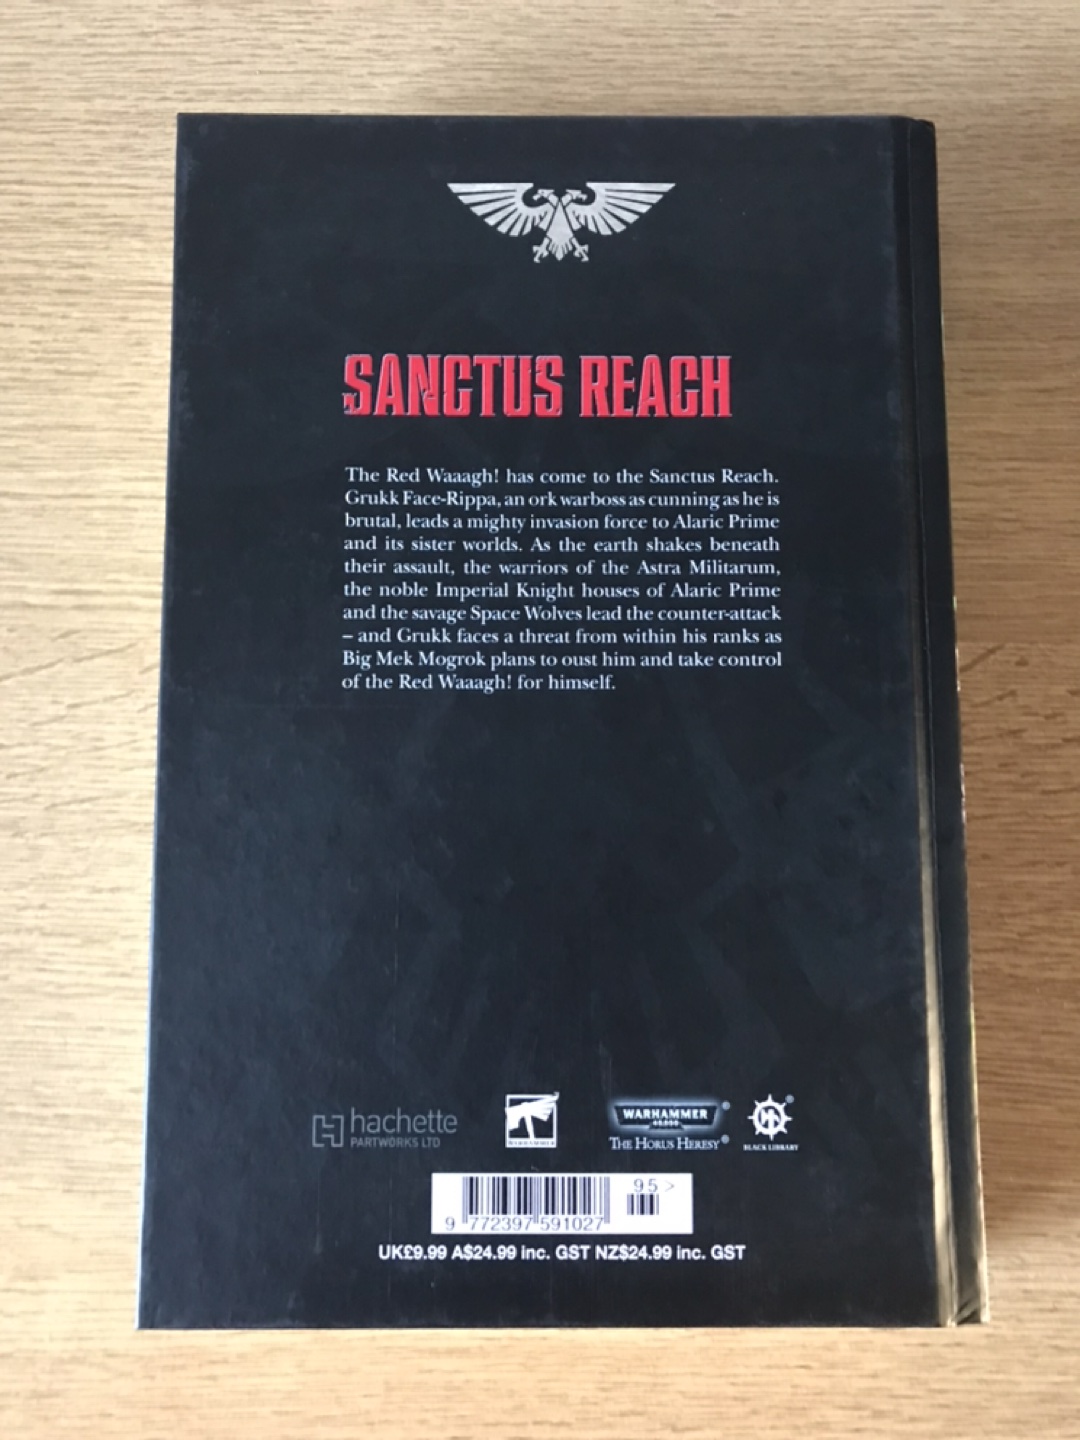 SANCTUS REACH
The Red Waaagh! has come to the Sanctus Reach.
Grukk Face-Rippa, an ork warboss as cunning as he is
brutal, leads a mighty invasion force to Alaric Prime
and its sister worlds. As the earth shakes beneath
their assault, the warriors of the Astra Militarum,
the noble Imperial Knight houses of Alaric Prime
and the savage Space Wolves lead the counter-attack
– and Grukk faces a threat from within his ranks as
Big Mek Mogrok plans to oust him and take control
of the Red Waaagh! for himself.
hachette
PARTWORKS LTD
WARHAMMER
WARHAMMER ®
40,000
THE HORUS HERESY®
®
BLACK LIBRARY
95>
9 772397 591027
UK£9.99 A$24.99 inc. GST NZ$24.99 inc. GST